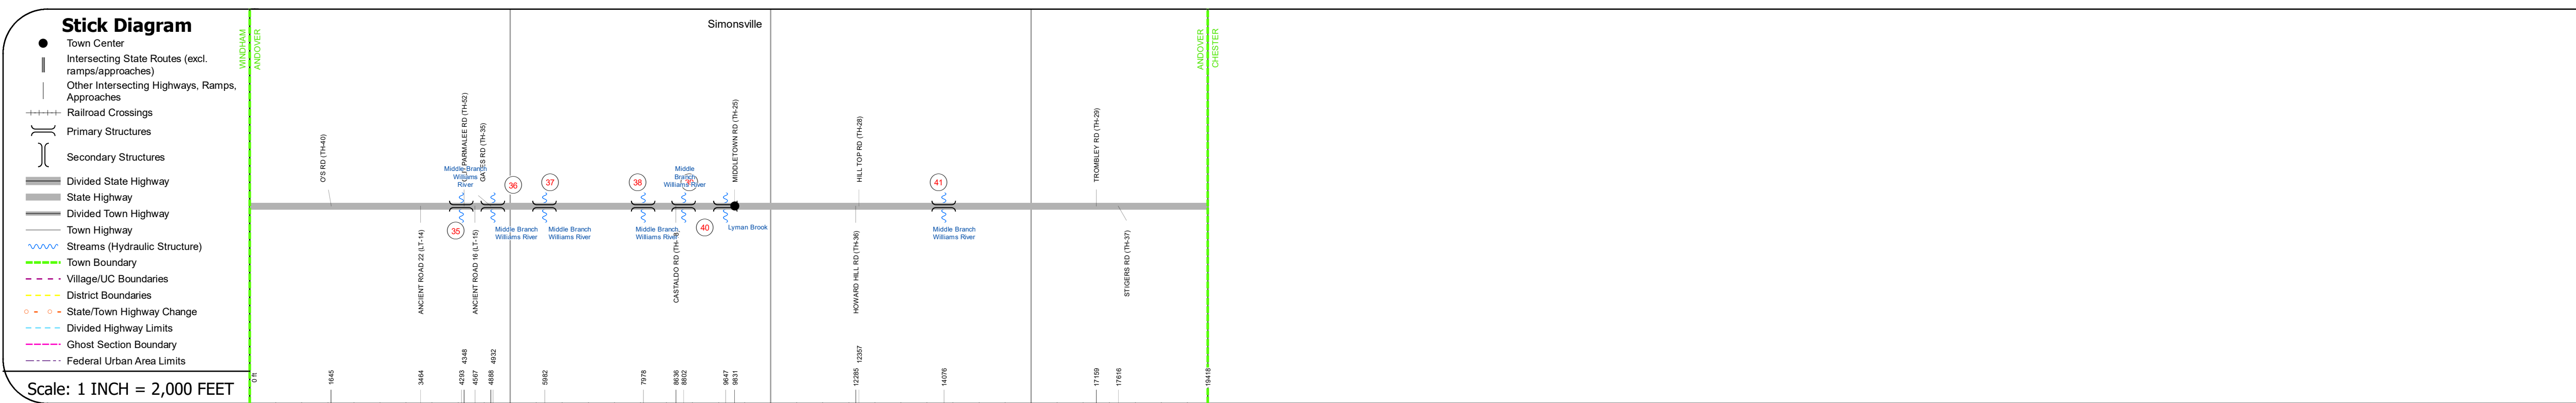 Stick Diagram
Town Center
Intersecting State Routes (excl.
ramps/approaches)
Other Intersecting Highways, Ramps,
Approaches
Railroad Crossings
Primary Structures
Secondary Structures
Divided State Highway
State Highway
Divided Town Highway
Town Highway
Streams (Hydraulic Structure)
Town Boundary
Village/UC Boundaries
District Boundaries
State/Town Highway Change
Divided Highway Limits
Ghost Section Boundary
Federal Urban Area Limits
Scale: 1 INCH = 2,000 FEET
WINDHAM
ANDOVER
Simonsville
ANDOVER
CHESTER
O'S RD (TH-40)
PARMALEE RD (TH-52)
RD (TH-35)
MIDDLETOWN RD (TH-25)
HILL TOP RD (TH-28)
TROMBLEY RD (TH-29)
Middle Branch
Williams
River
Middle
Branch
Williams River
36
37
38
41
35
40
Middle Branch
Williams River
Middle Branch
Williams River
Middle Branch
Williams River
Lyman Brook
Middle Branch
Williams River
ANCIENT ROAD 22 (LT-14)
ANCIENT ROAD 16 (LT-15)
CASTALDO RD
HOWARD HILL RD (TH-36)
STIGERS RD (TH-37)
0 ft
1645
3464
4293
4348
4567
4888
4932
5982
7978
8636
8802
9647
9831
12285
12357
14076
17159
17616
19418